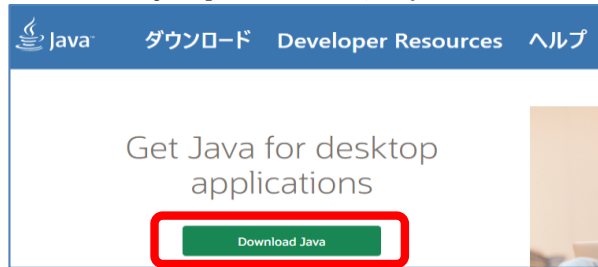 Java ダウンロード Developer Resources ヘルプ
Get Java for desktop
applications
Download Java